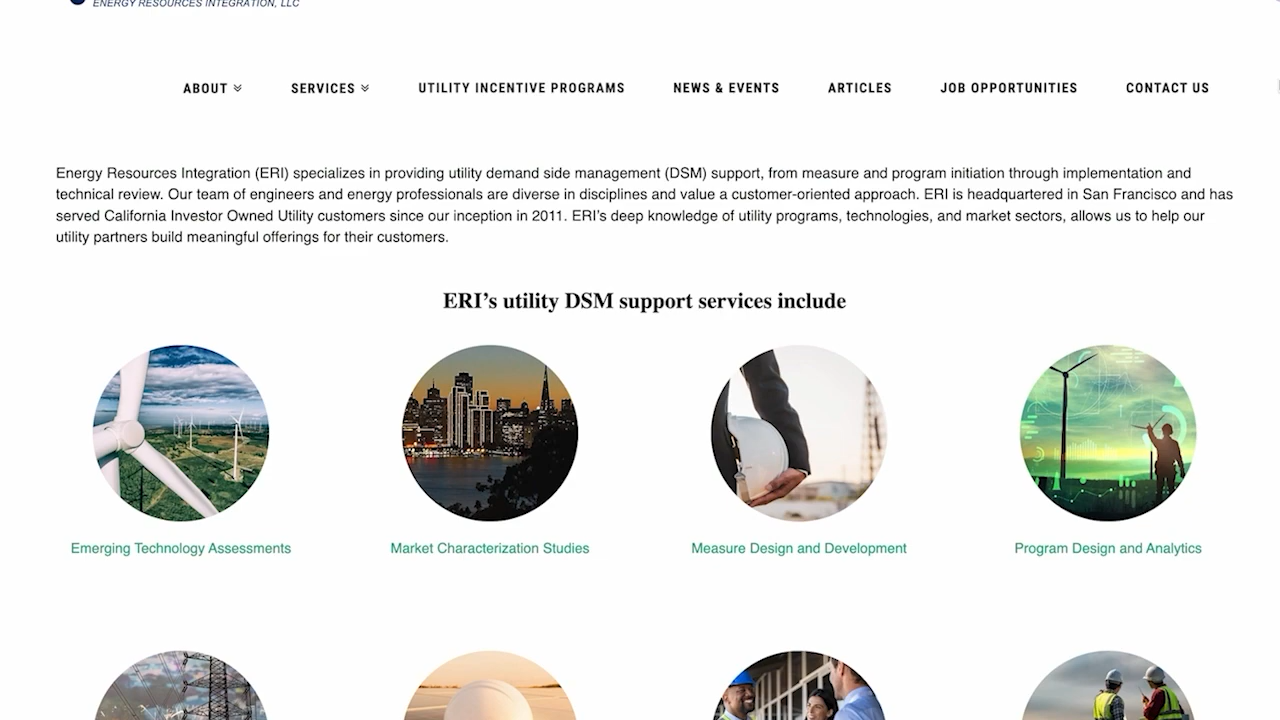 ENERGY RESOURCES INTEGRATION, LLC
ABOUT SERVICES UTILITY INCENTIVE PROGRAMS NEWS & EVENTS ARTICLES JOB OPPORTUNITIES CONTACT US
Energy Resources Integration (ERI) specializes in providing utility demand side management (DSM) support, from measure and program initiation through implementation and
technical review. Our team of engineers and energy professionals are diverse in disciplines and value a customer-oriented approach. ERI is headquartered in San Francisco and has
served California Investor Owned Utility customers since our inception in 2011. ERI's deep knowledge of utility programs, technologies, and market sectors, allows us to help our
utility partners build meaningful offerings for their customers.
ERI’s utility DSM support services include
Emerging Technology Assessments Market Characterization Studies Measure Design and Development Program Design and Analytics